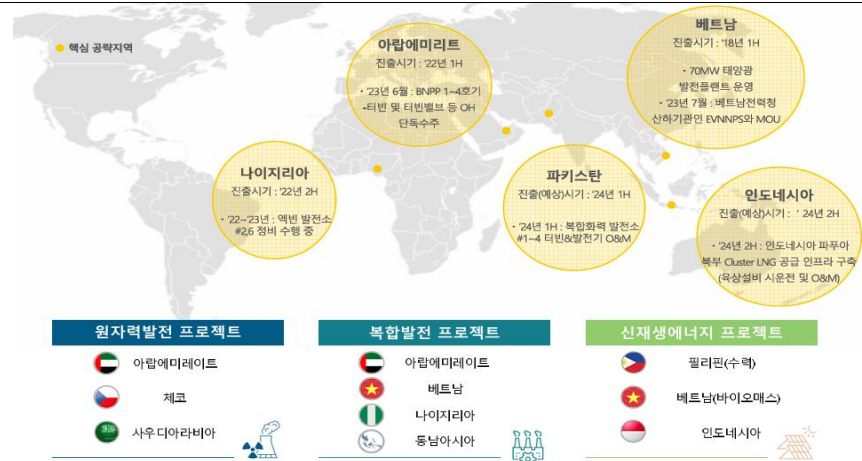 핵심 공략지역
아랍에미리트
진출시기 : '22년 1H
· '23년 6월 : BNPP 1~4호기
-터빈 및 터빈밸브 등 OH
단독수주
베트남
진출시기 : '18년 1H
· 70MW 태양광
발전플랜트 운영
· '23년 7월 : 베트남전력청
산하기관인 EVNNPS와 MOU
나이지리아
진출시기 : '22년 2H
· '22~'23년 : 엑빈 발전소
#2,6 정비 수행 중
파키스탄
진출(예상)시기 : '24년 1H
· '24년 1H : 복합화력 발전소
#1~4 터빈&발전기 O&M
인도네시아
진출(예상)시기 : ' 24년 2H
· '24년 2H : 인도네시아 파푸아
북부 Cluster LNG 공급 인프라 구축
(육상설비 시운전 및 O&M)
원자력발전 프로젝트
아랍에미레이트
체코
사우디아라비아
복합발전 프로젝트
아랍에미레이트
베트남
나이지리아
동남아시아
신재생에너지 프로젝트
필리핀(수력)
베트남(바이오매스)
인도네시아